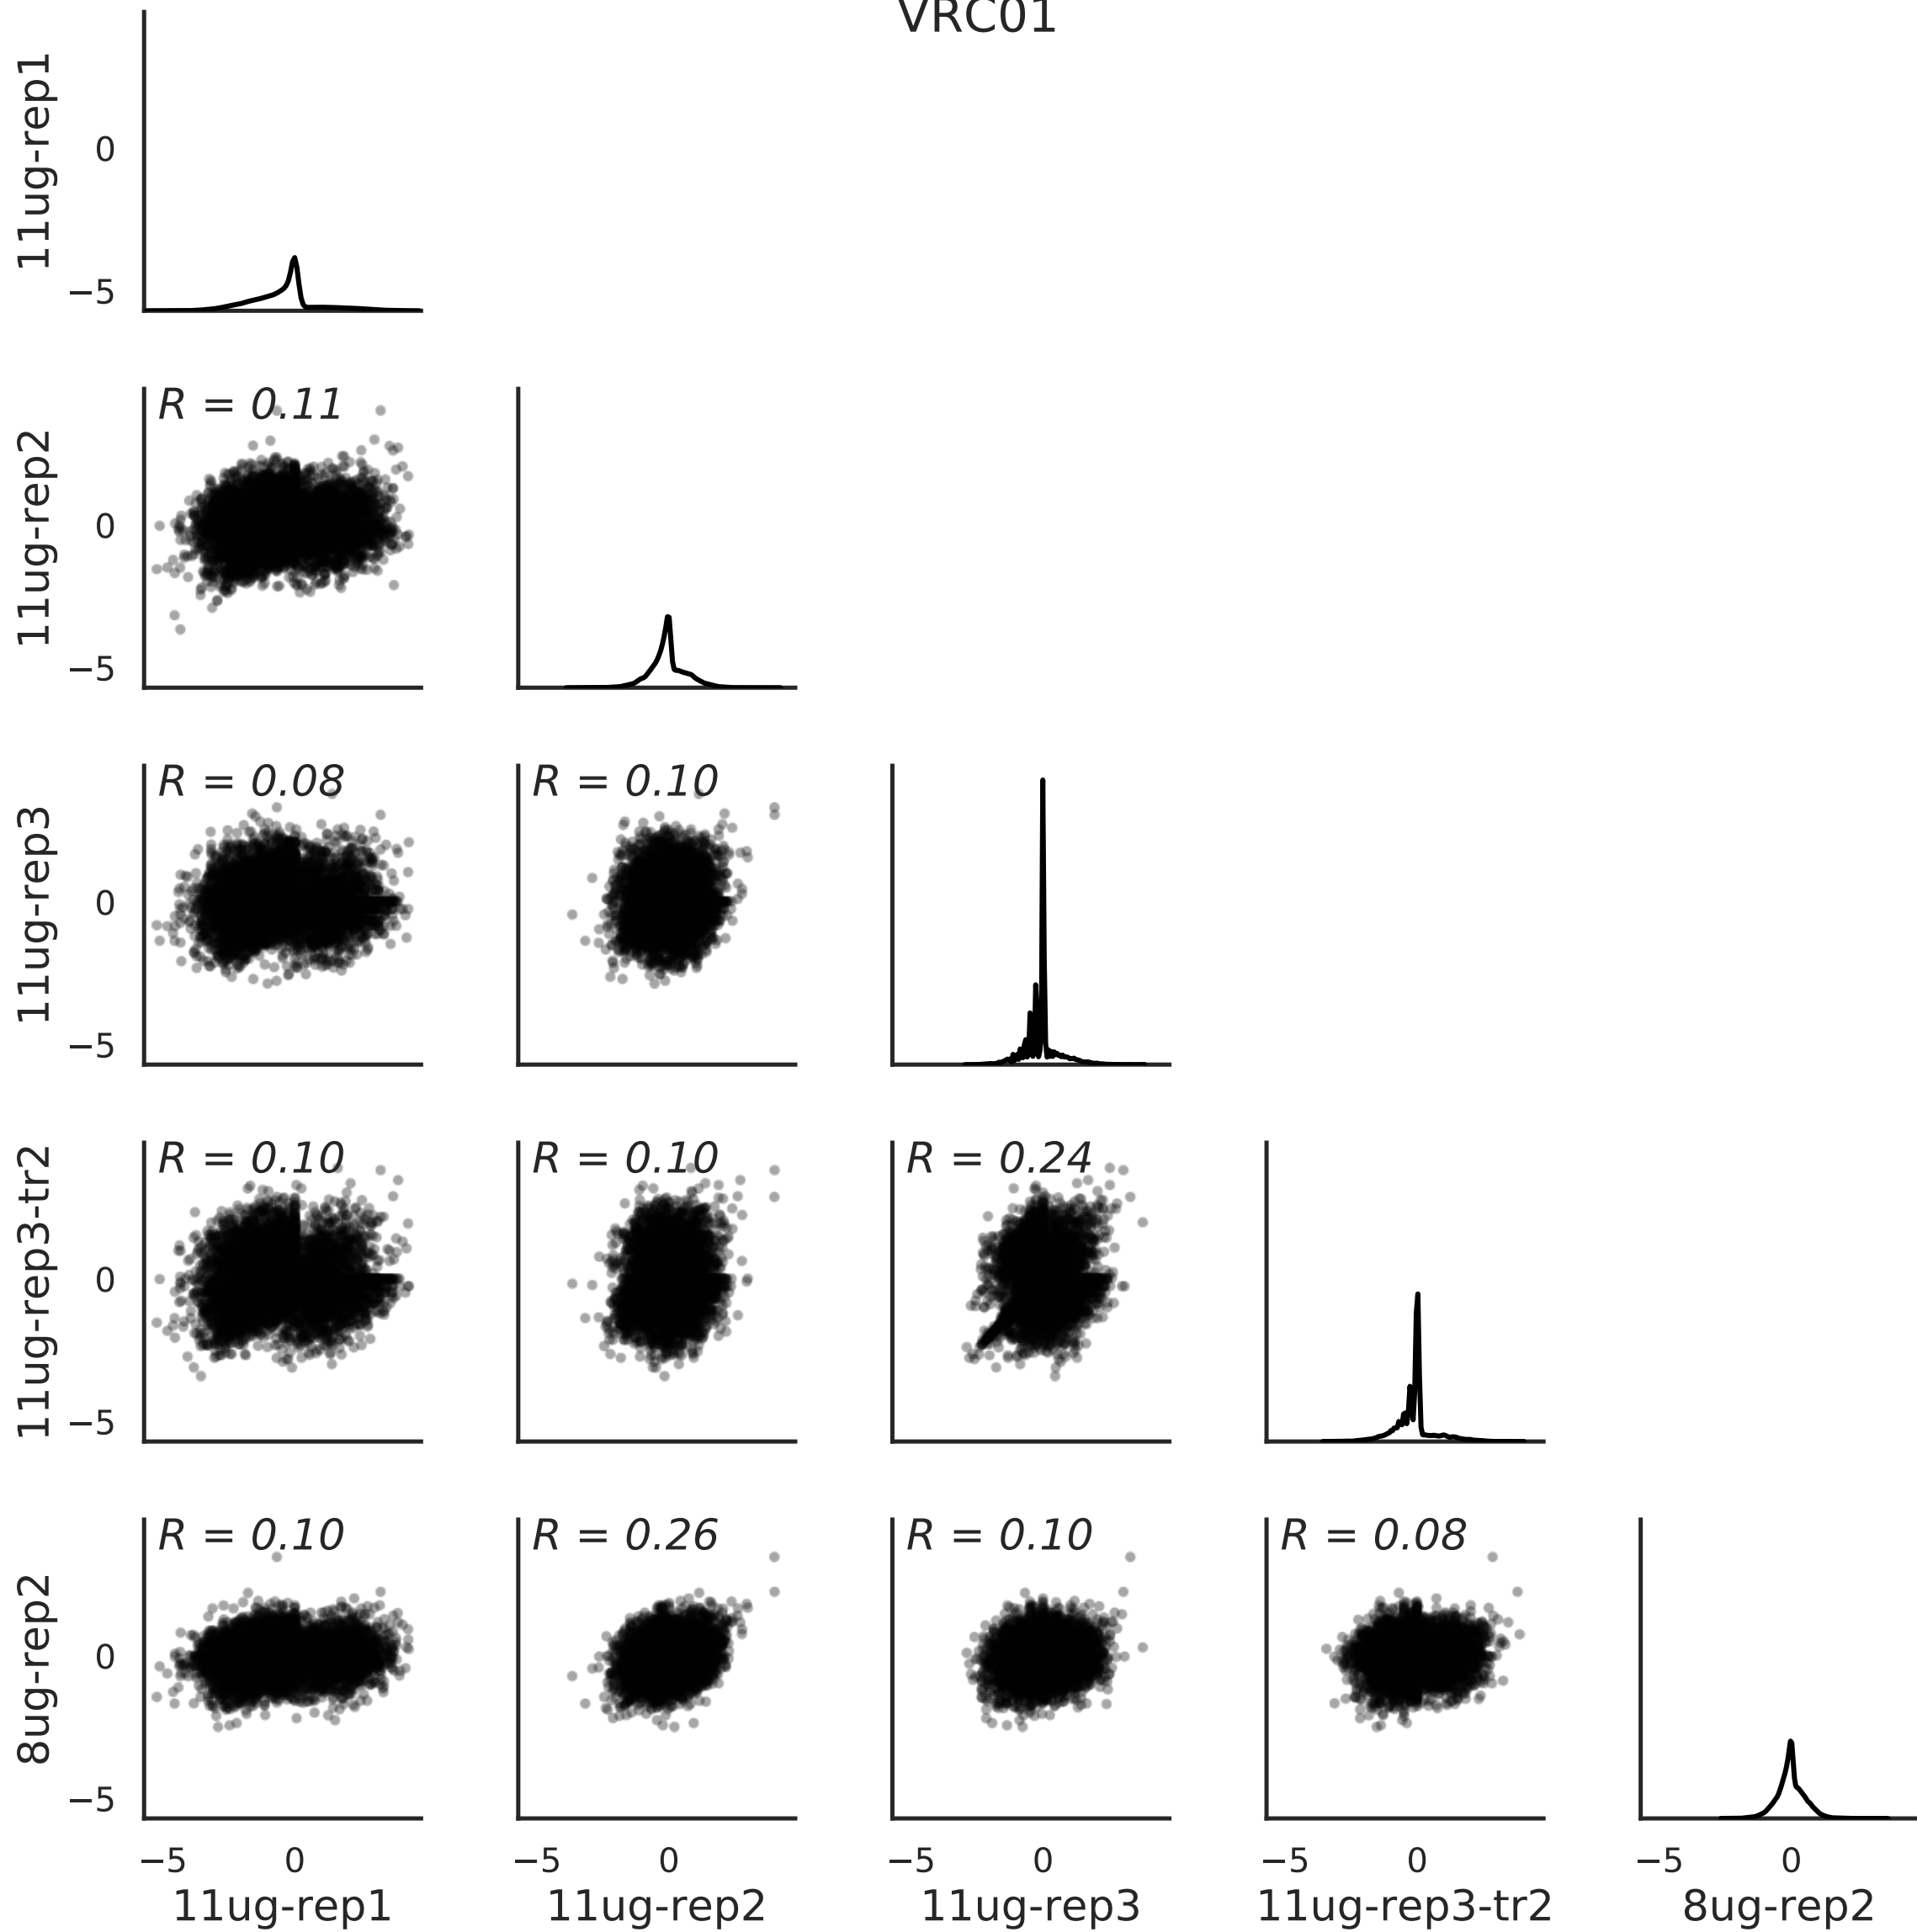 VRC01
11ug-rep1
0
−5
11ug-rep2
0
−5
R = 0.11
11ug-rep3
0
−5
R = 0.08
R = 0.10
11ug-rep3-tr2
0
−5
R = 0.10
R = 0.10
R = 0.24
8ug-rep2
0
−5
R = 0.10
R = 0.26
R = 0.10
R = 0.08
−5 0 −5 0 −5 0 −5 0 −5 0
11ug-rep1 11ug-rep2 11ug-rep3 11ug-rep3-tr2 8ug-rep2